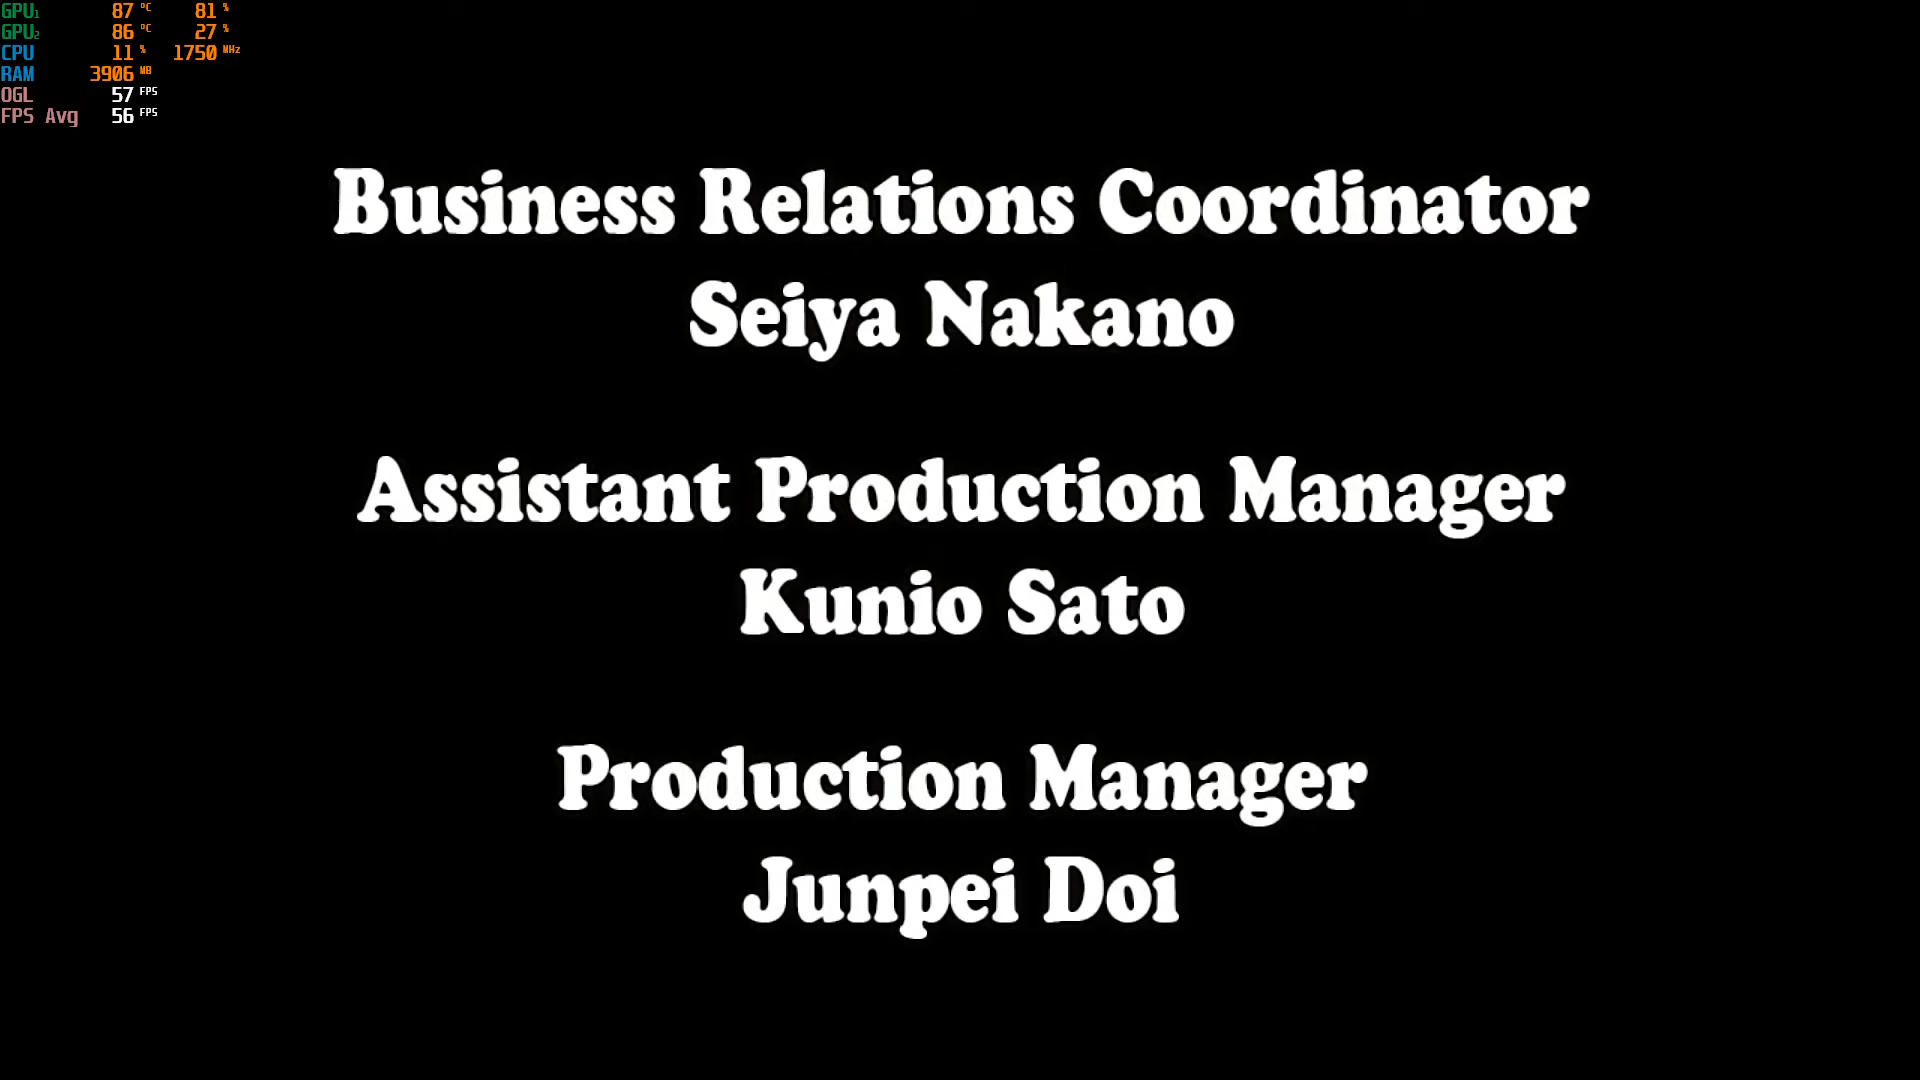 GPU1 87 °C 81 %
GPU2 86 °C 27 %
CPU 11 % 1750 MHz
RAM 3906 MB
OGL 57 FPS
FPS Avg 56 FPS
Business Relations Coordinator
Seiya Nakano
Assistant Production Manager
Kunio Sato
Production Manager
Junpei Doi